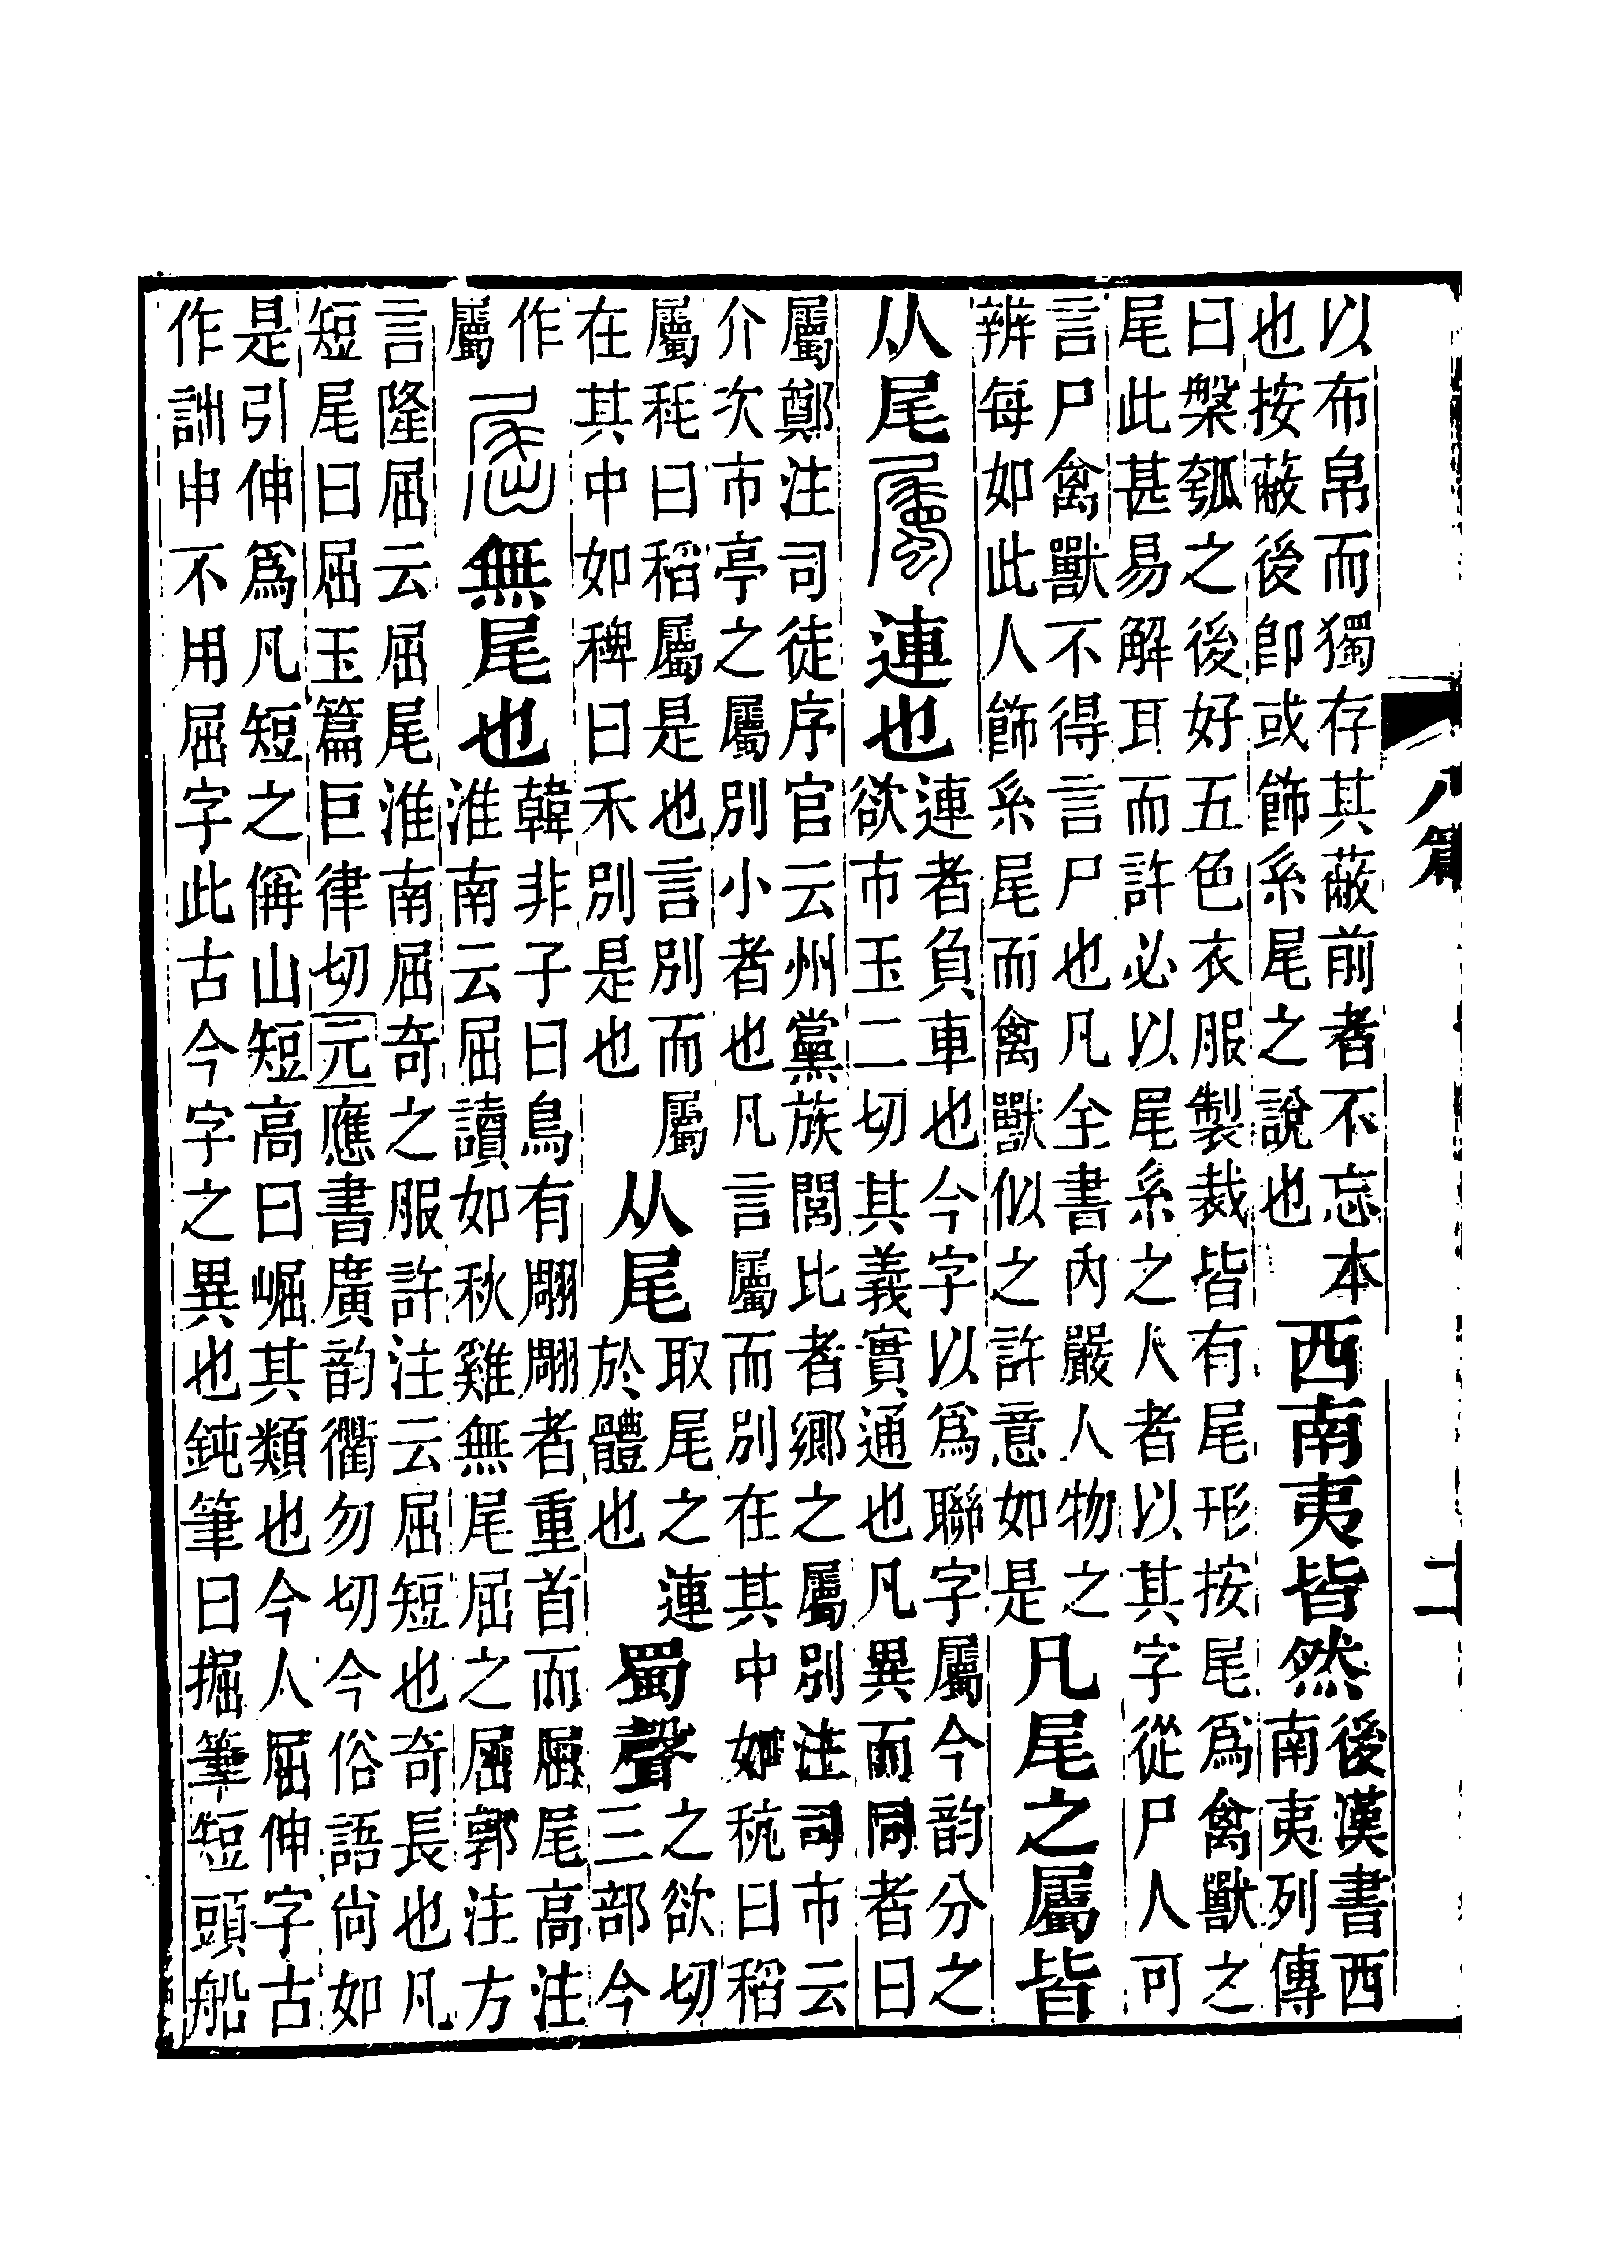 以布帛而獨存其蔽前者不忘本
也按蔽後卽或飾系尾之說也
西南夷皆然
後漢書西
南夷列傳
曰槃瓠之後好五色衣服製裁皆有尾形按尾爲禽獸之
尾此甚易解耳而許必以尾系之人者以其字從尸人可
言尸禽獸不得言尸也凡全書內嚴人物之
辨每如此人飾系尾而禽獸似之許意如是
凡尾之屬皆
从尾屬連也
連者負車也今字以爲聯字屬今韵分之
欲市玉二切其義實通也凡異而同者曰
屬鄭注司徒序官云州黨族閭比者鄉之屬別注司市云
介次市亭之屬別小者也凡言屬而別在其中如秔曰稻
屬秏曰稻屬是也言別而屬
在其中如稗曰禾別是也
从尾
取尾之連
於體也
蜀聲
之欲切
三部今
作
屬
屈無尾也
韓非子曰鳥有翢翢者重首而屈尾高注
淮南云屈讀如秋雞無尾屈之屈郭注方
言隆屈云屈尾淮南屈奇之服許注云屈短也奇長也凡
短尾曰屈玉篇巨律切元應書廣韵衢勿切今俗語尙如
是引伸爲凡短之偁山短高曰崛其類也今人屈伸字古
作詘申不用屈字此古今字之異也鈍筆曰掘筆短頭船
八篇
二